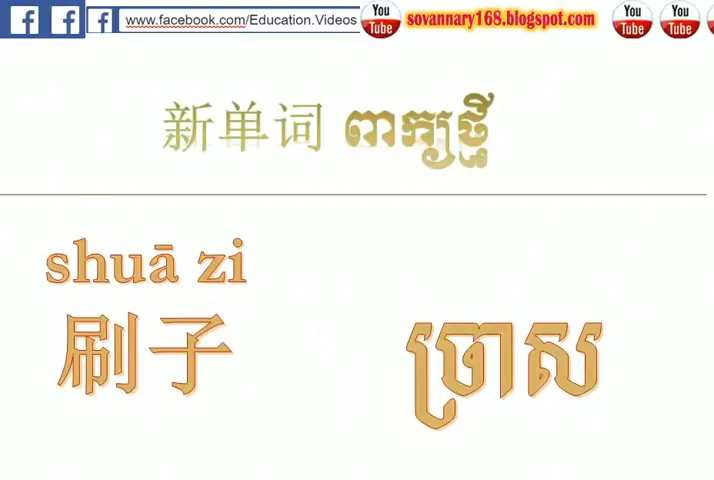 www.facebook.com/Education.Videos You Tube sovannary168.blogspot.com You Tube You Tube
新单词 ពាក្យថ្មី
shuā zi
刷子 ច្រាស